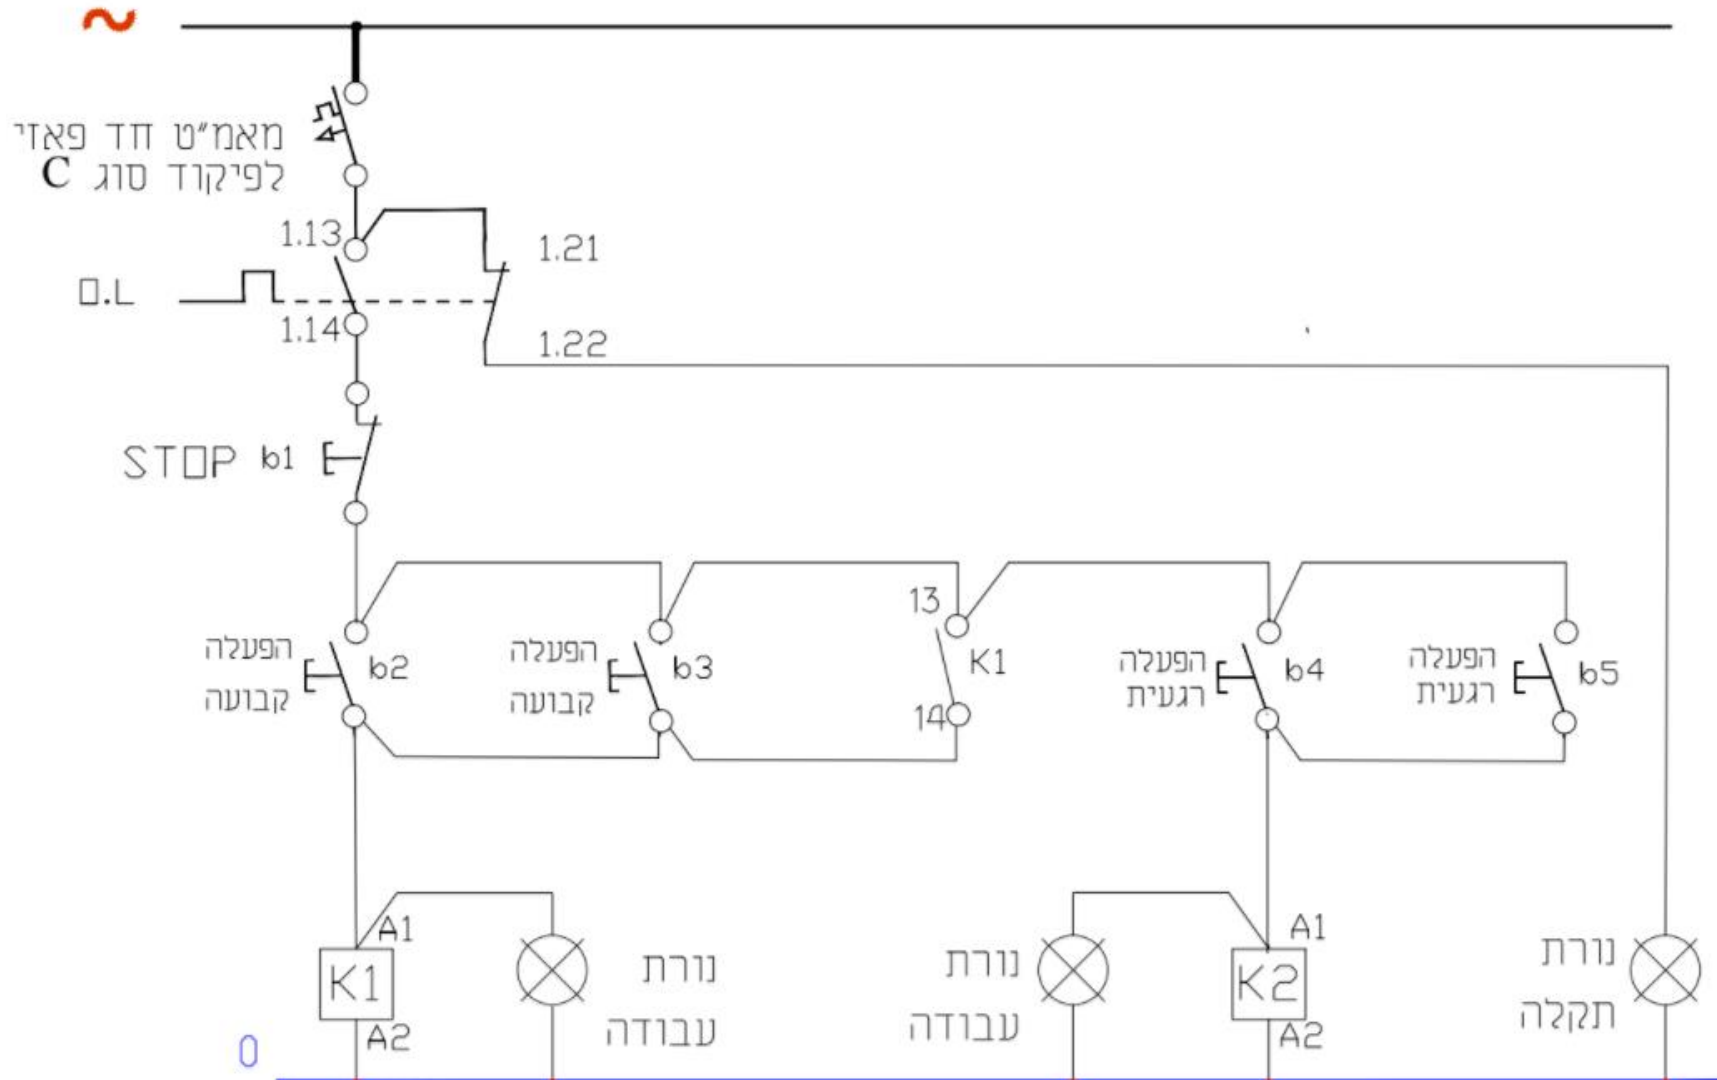 ~
מאמ״ט חד פאזי
לפיקוד סוג C
1.13
1.21
O.L
1.14
1.22
STOP b1
13
הפעלה
קבועה
b2
הפעלה
קבועה
b3
K1
הפעלה
רגעית
b4
הפעלה
רגעית
b5
14
A1
K1
A2
נורת
עבודה
נורת
עבודה
A1
K2
A2
נורת
תקלה
0